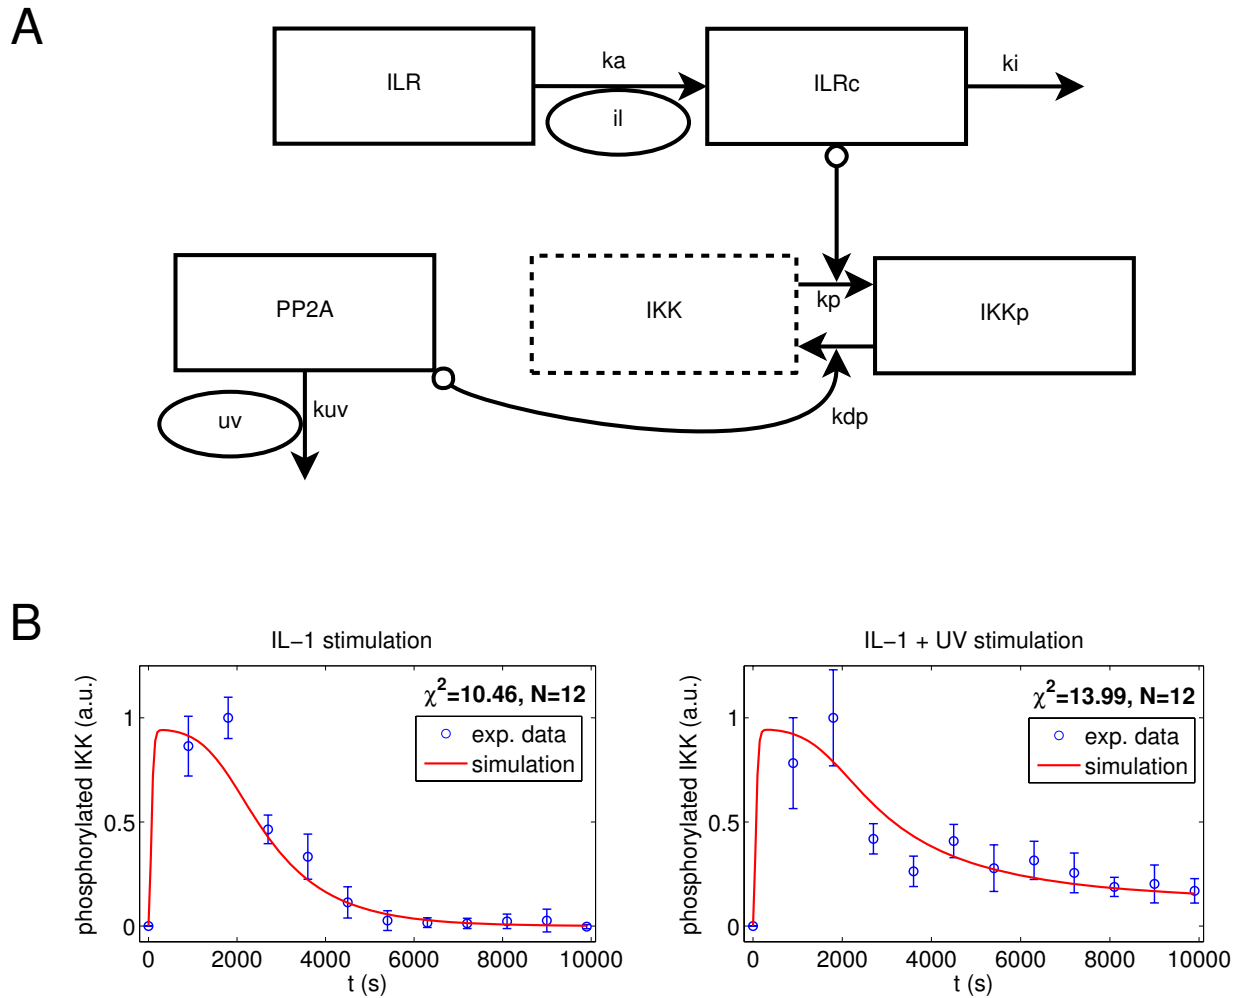 A
ILR
ka
il
ILRc
ki
PP2A
uv
kuv
IKK
kp
IKKp
kdp
B
IL−1 stimulation
χ²=10.46, N=12
exp. data
simulation
phosphorylated IKK (a.u.)
1
0.5
0
0 2000 4000 6000 8000 10000
t (s)
IL−1 + UV stimulation
χ²=13.99, N=12
exp. data
simulation
phosphorylated IKK (a.u.)
1
0.5
0
0 2000 4000 6000 8000 10000
t (s)